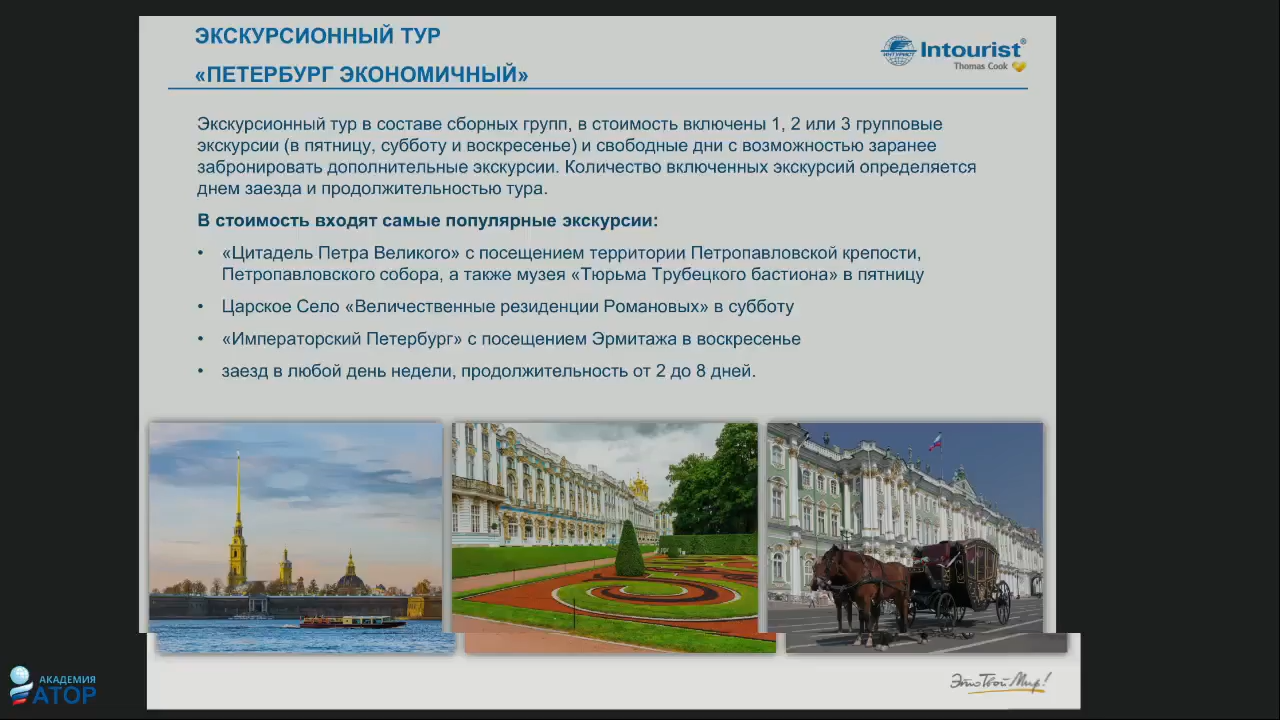 ЭКСКУРСИОННЫЙ ТУР
«ПЕТЕРБУРГ ЭКОНОМИЧНЫЙ»
ИНТУРИСТ
Intourist®
Thomas Cook
Экскурсионный тур в составе сборных групп, в стоимость включены 1, 2 или 3 групповые
экскурсии (в пятницу, субботу и воскресенье) и свободные дни с возможностью заранее
забронировать дополнительные экскурсии. Количество включенных экскурсий определяется
днем заезда и продолжительностью тура.
В стоимость входят самые популярные экскурсии:
• «Цитадель Петра Великого» с посещением территории Петропавловской крепости,
Петропавловского собора, а также музея «Тюрьма Трубецкого бастиона» в пятницу
• Царское Село «Величественные резиденции Романовых» в субботу
• «Императорский Петербург» с посещением Эрмитажа в воскресенье
• заезд в любой день недели, продолжительность от 2 до 8 дней.
Это Твой Мир!
АКАДЕМИЯ
АТОР